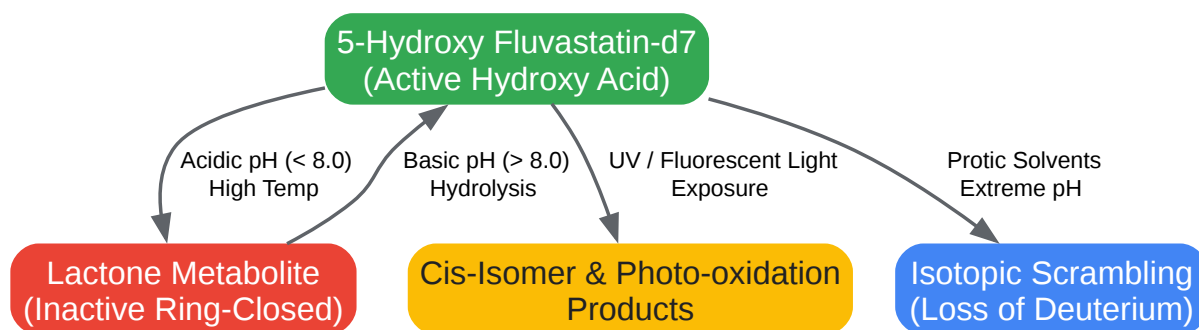 5-Hydroxy Fluvastatin-d7
(Active Hydroxy Acid)
Acidic pH (< 8.0)
High Temp
Basic pH (> 8.0)
Hydrolysis
UV / Fluorescent Light
Exposure
Protic Solvents
Extreme pH
Lactone Metabolite
(Inactive Ring-Closed)
Cis-Isomer & Photo-oxidation
Products
Isotopic Scrambling
(Loss of Deuterium)